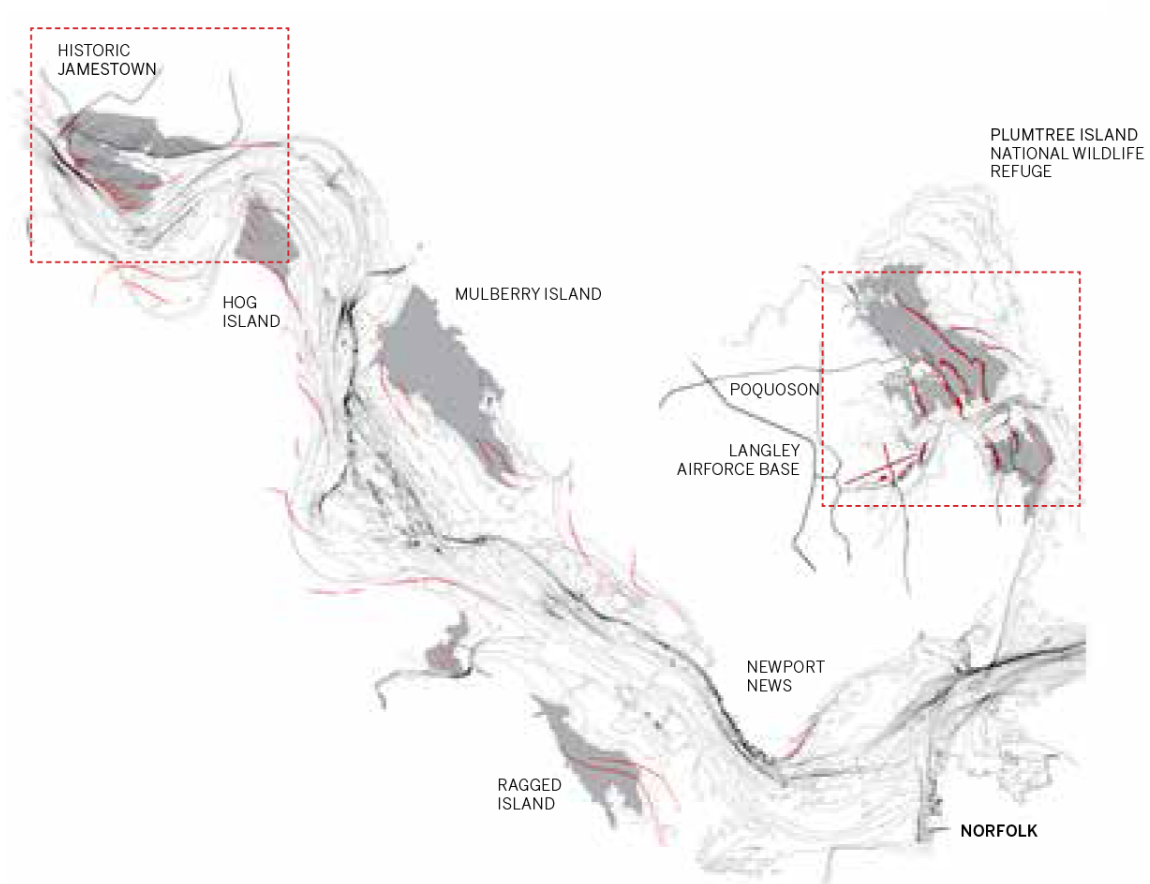 HISTORIC
JAMESTOWN
PLUMTREE ISLAND
NATIONAL WILDLIFE
REFUGE
HOG
ISLAND
MULBERRY ISLAND
POQUOSON
LANGLEY
AIRFORCE BASE
NEWPORT
NEWS
RAGGED
ISLAND
NORFOLK